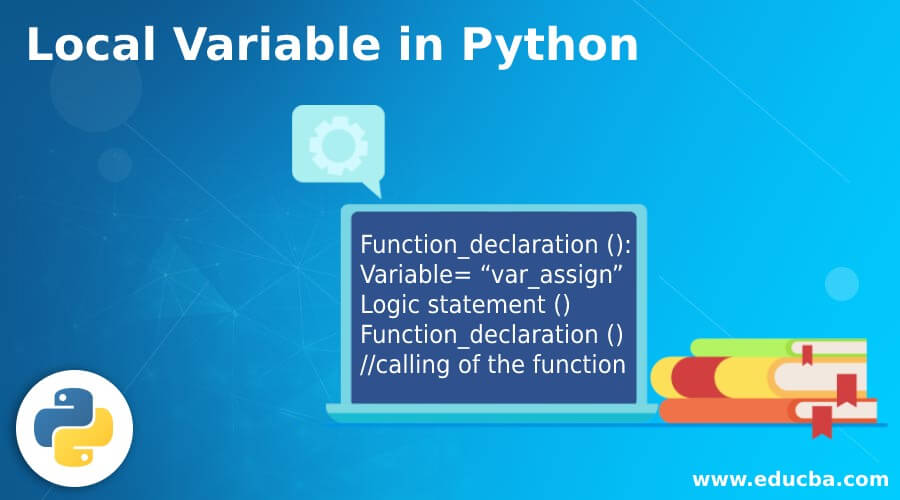 Local Variable in Python
Function_declaration ():
Variable= “var_assign”
Logic statement ()
Function_declaration ()
//calling of the function
www.educba.com